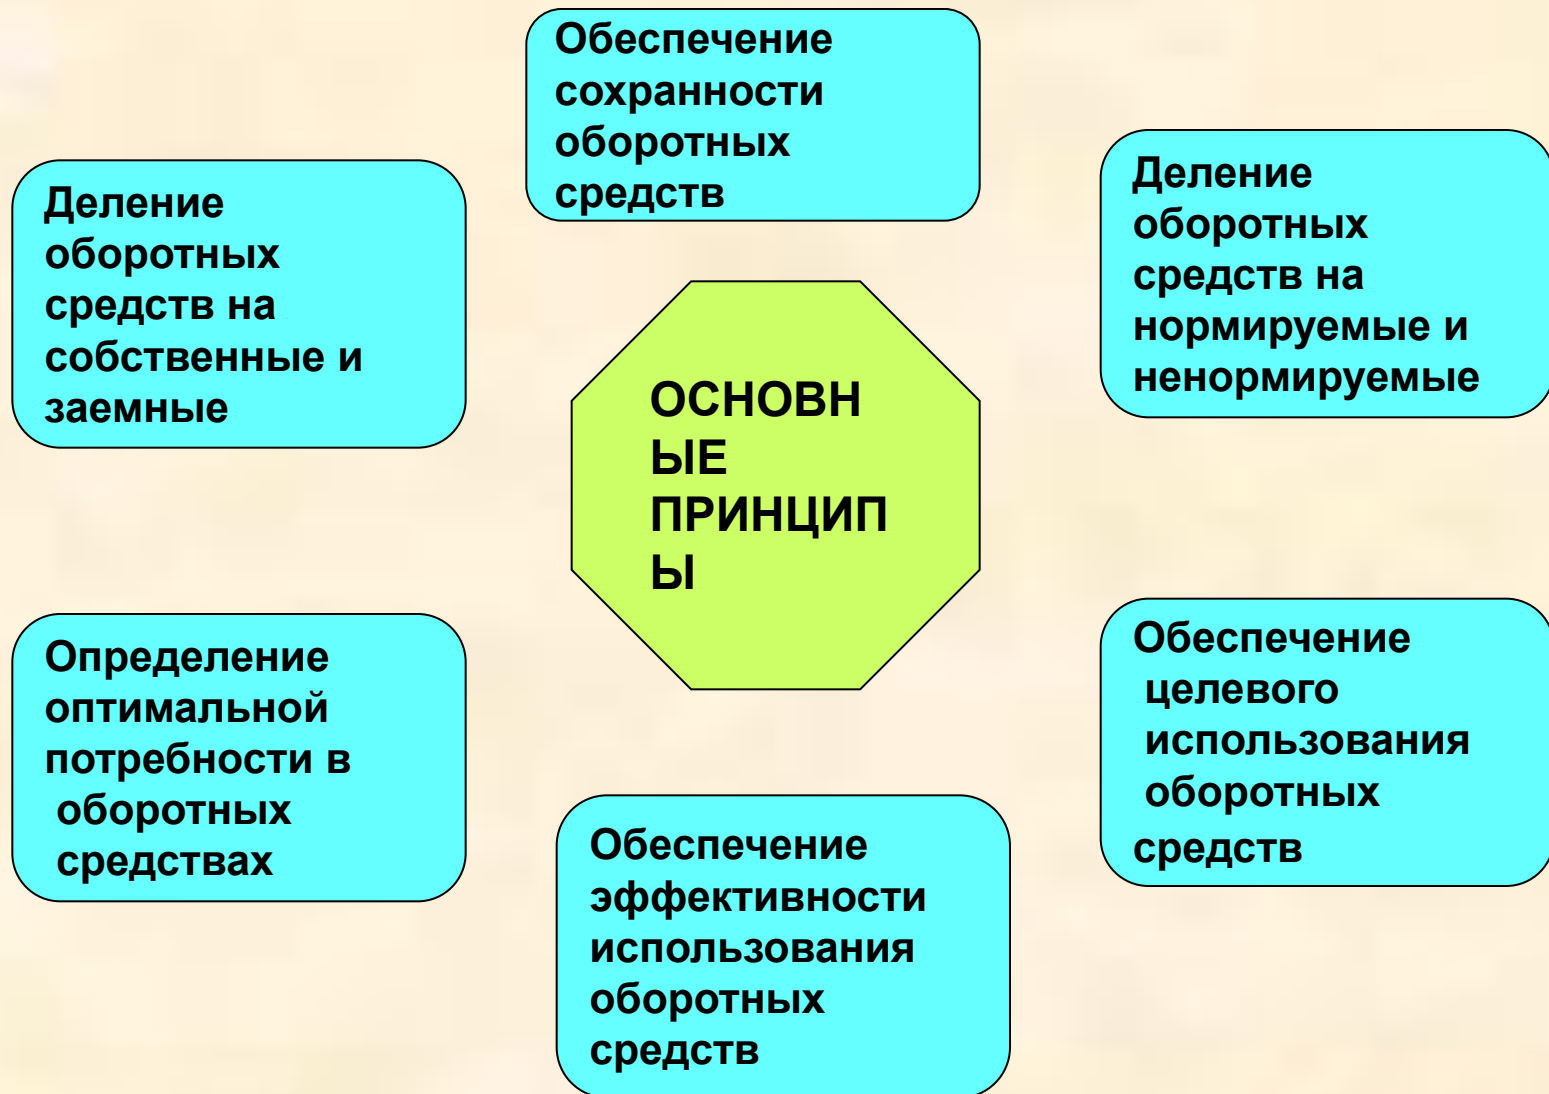 Обеспечение
сохранности
оборотных
средств
Деление
оборотных
средств на
собственные и
заемные
Деление
оборотных
средств на
нормируемые и
ненормируемые
ОСНОВН
ЫЕ
ПРИНЦИП
Ы
Определение
оптимальной
потребности в
оборотных
средствах
Обеспечение
целевого
использования
оборотных
средств
Обеспечение
эффективности
использования
оборотных
средств